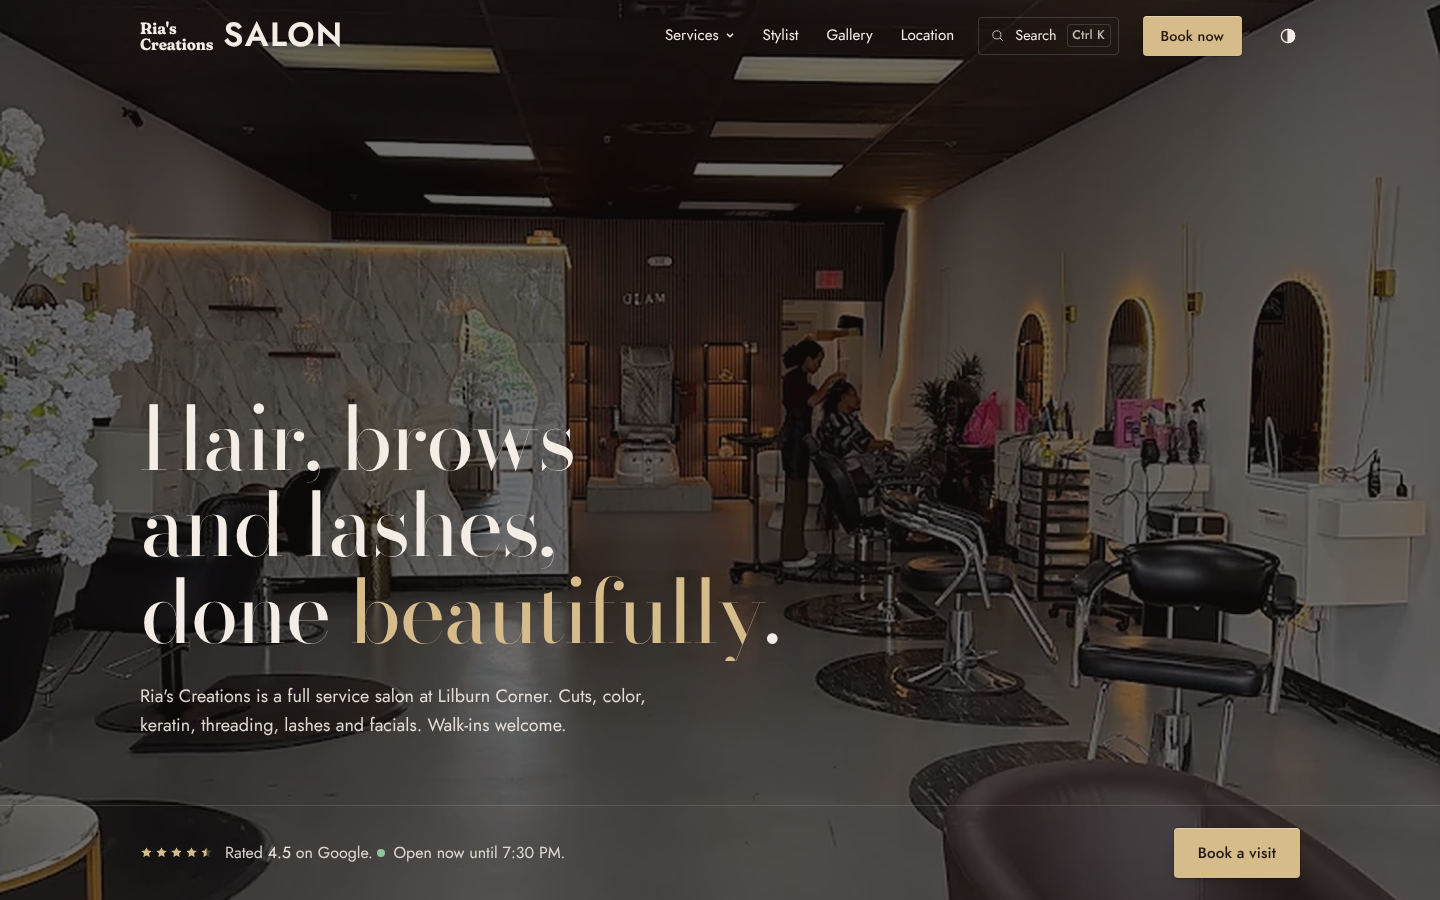 Ria's
Creations
SALON
Services
Stylist
Gallery
Location
Search
Ctrl K
Book now
GLAM
Hair, brows
and lashes,
done beautifully.
Ria's Creations is a full service salon at Lilburn Corner. Cuts, color,
keratin, threading, lashes and facials. Walk-ins welcome.
Rated 4.5 on Google.
Open now until 7:30 PM.
Book a visit